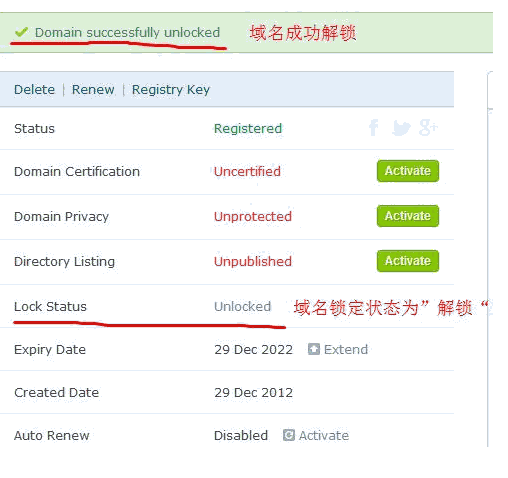 Domain successfully unlocked 域名成功解锁
Delete | Renew | Registry Key
Status Registered
Domain Certification Uncertified Activate
Domain Privacy Unprotected Activate
Directory Listing Unpublished Activate
Lock Status Unlocked 域名锁定状态为”解锁“
Expiry Date 29 Dec 2022 Extend
Created Date 29 Dec 2012
Auto Renew Disabled Activate